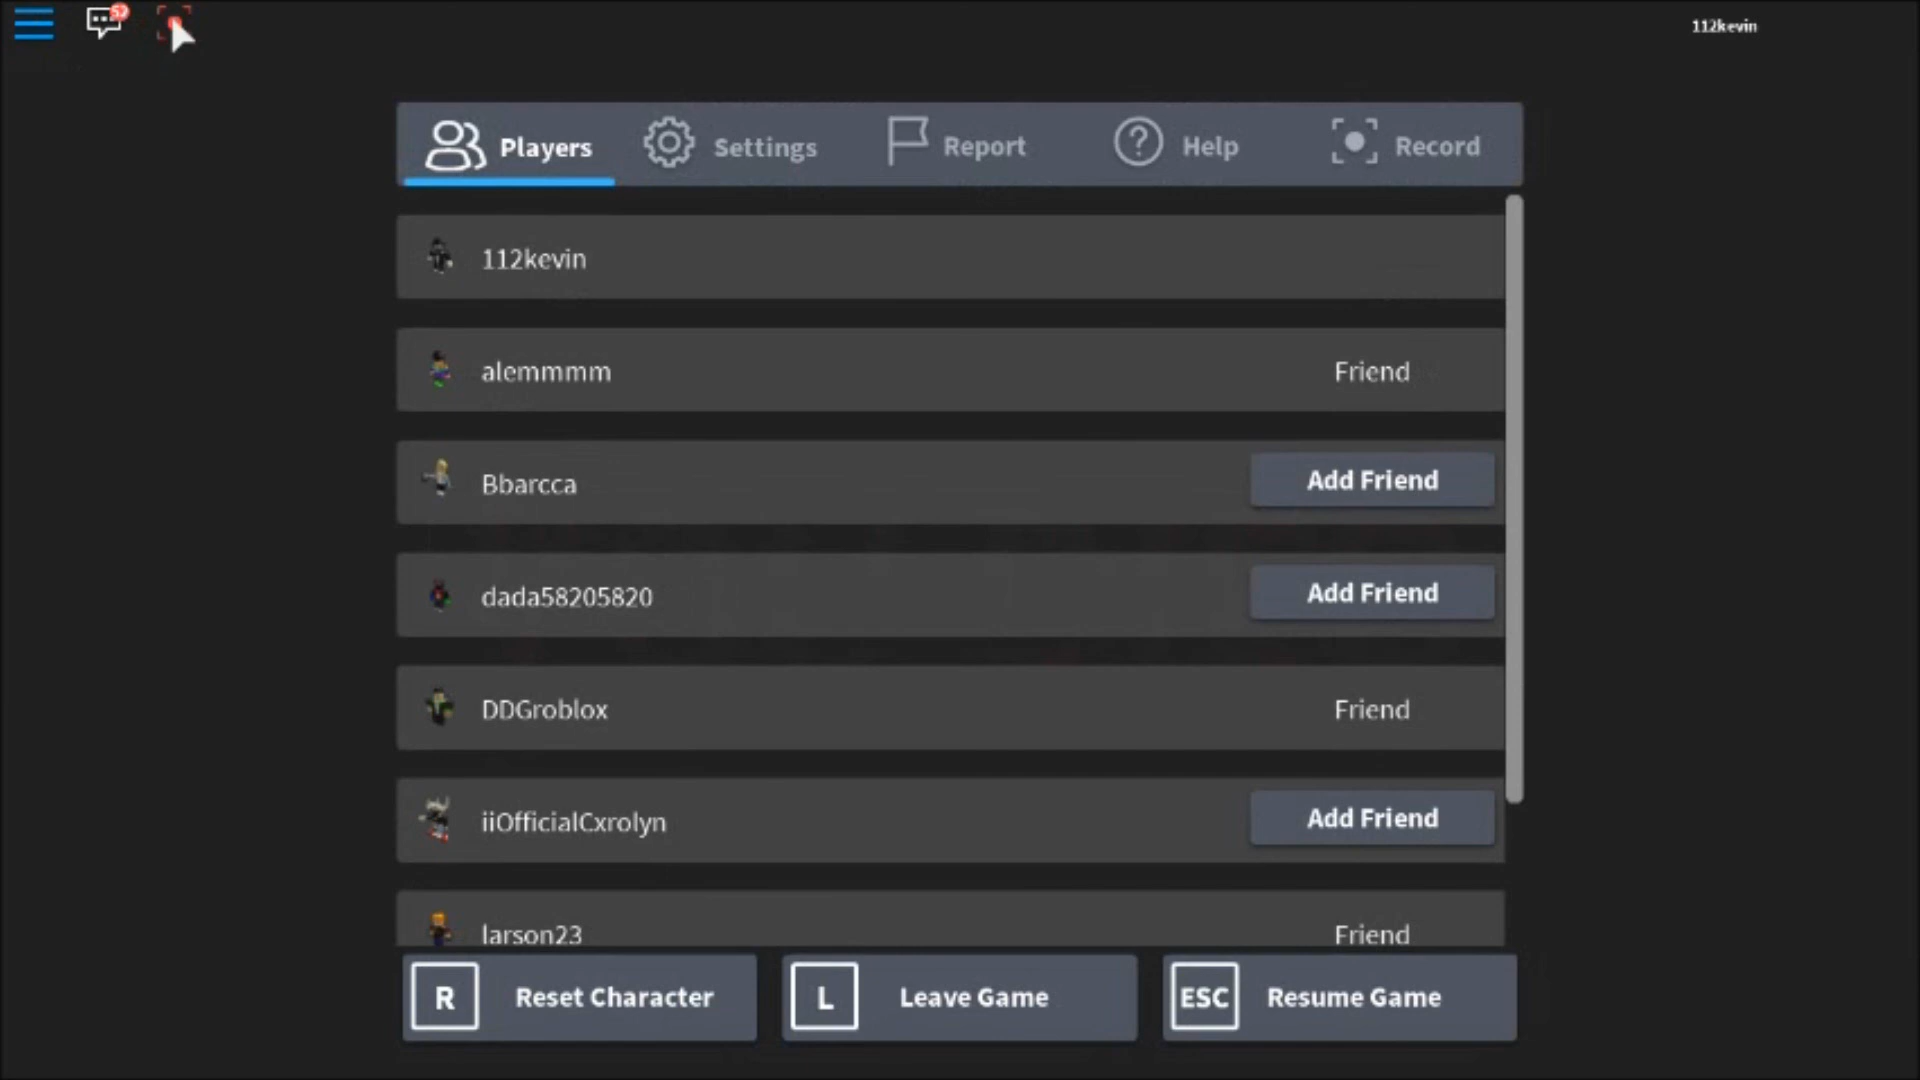 52
112kevin
Players Settings Report Help Record
112kevin
alemmmm Friend
Bbarcca Add Friend
dada58205820 Add Friend
DDGroblox Friend
iiOfficialCxrolyn Add Friend
larson23 Friend
R Reset Character L Leave Game ESC Resume Game